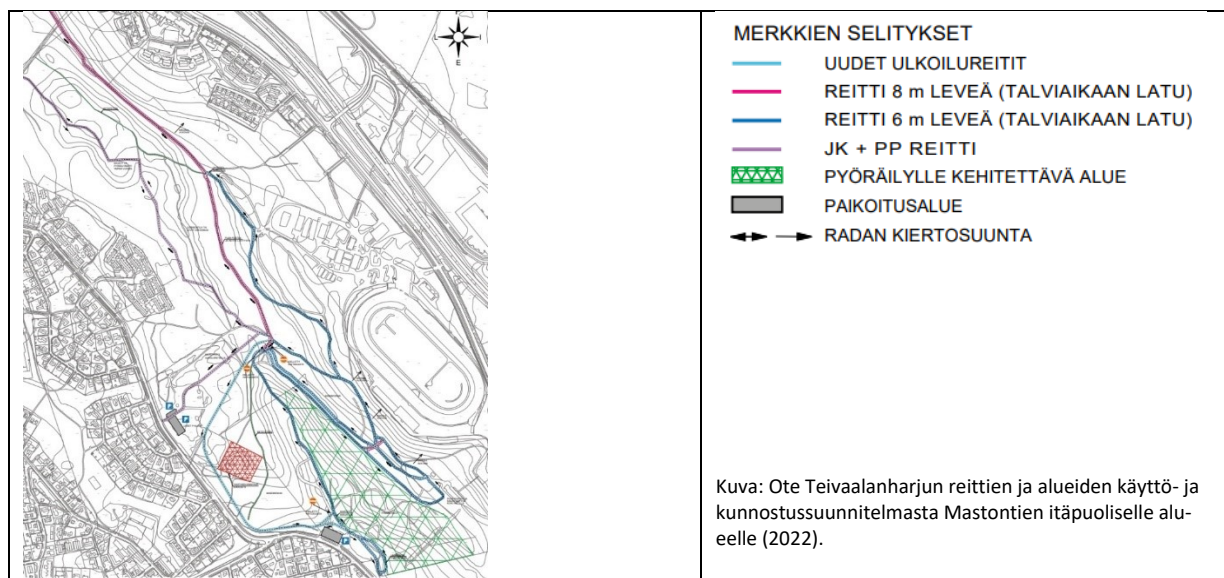 L
I
E
P
P
P
MERKKIEN SELITYKSET
UUDET ULKOILUREITIT
REITTI 8 m LEVEÄ (TALVIAIKAAN LATU)
REITTI 6 m LEVEÄ (TALVIAIKAAN LATU)
JK + PP REITTI
PYÖRÄILYLLE KEHITETTÄVÄ ALUE
PAIKOITUSALUE
RADAN KIERTOSUUNTA
Kuva: Ote Teivaalanharjun reittien ja alueiden käyttö- ja
kunnostussuunnitelmasta Mastontien itäpuoliselle alu-
eelle (2022).